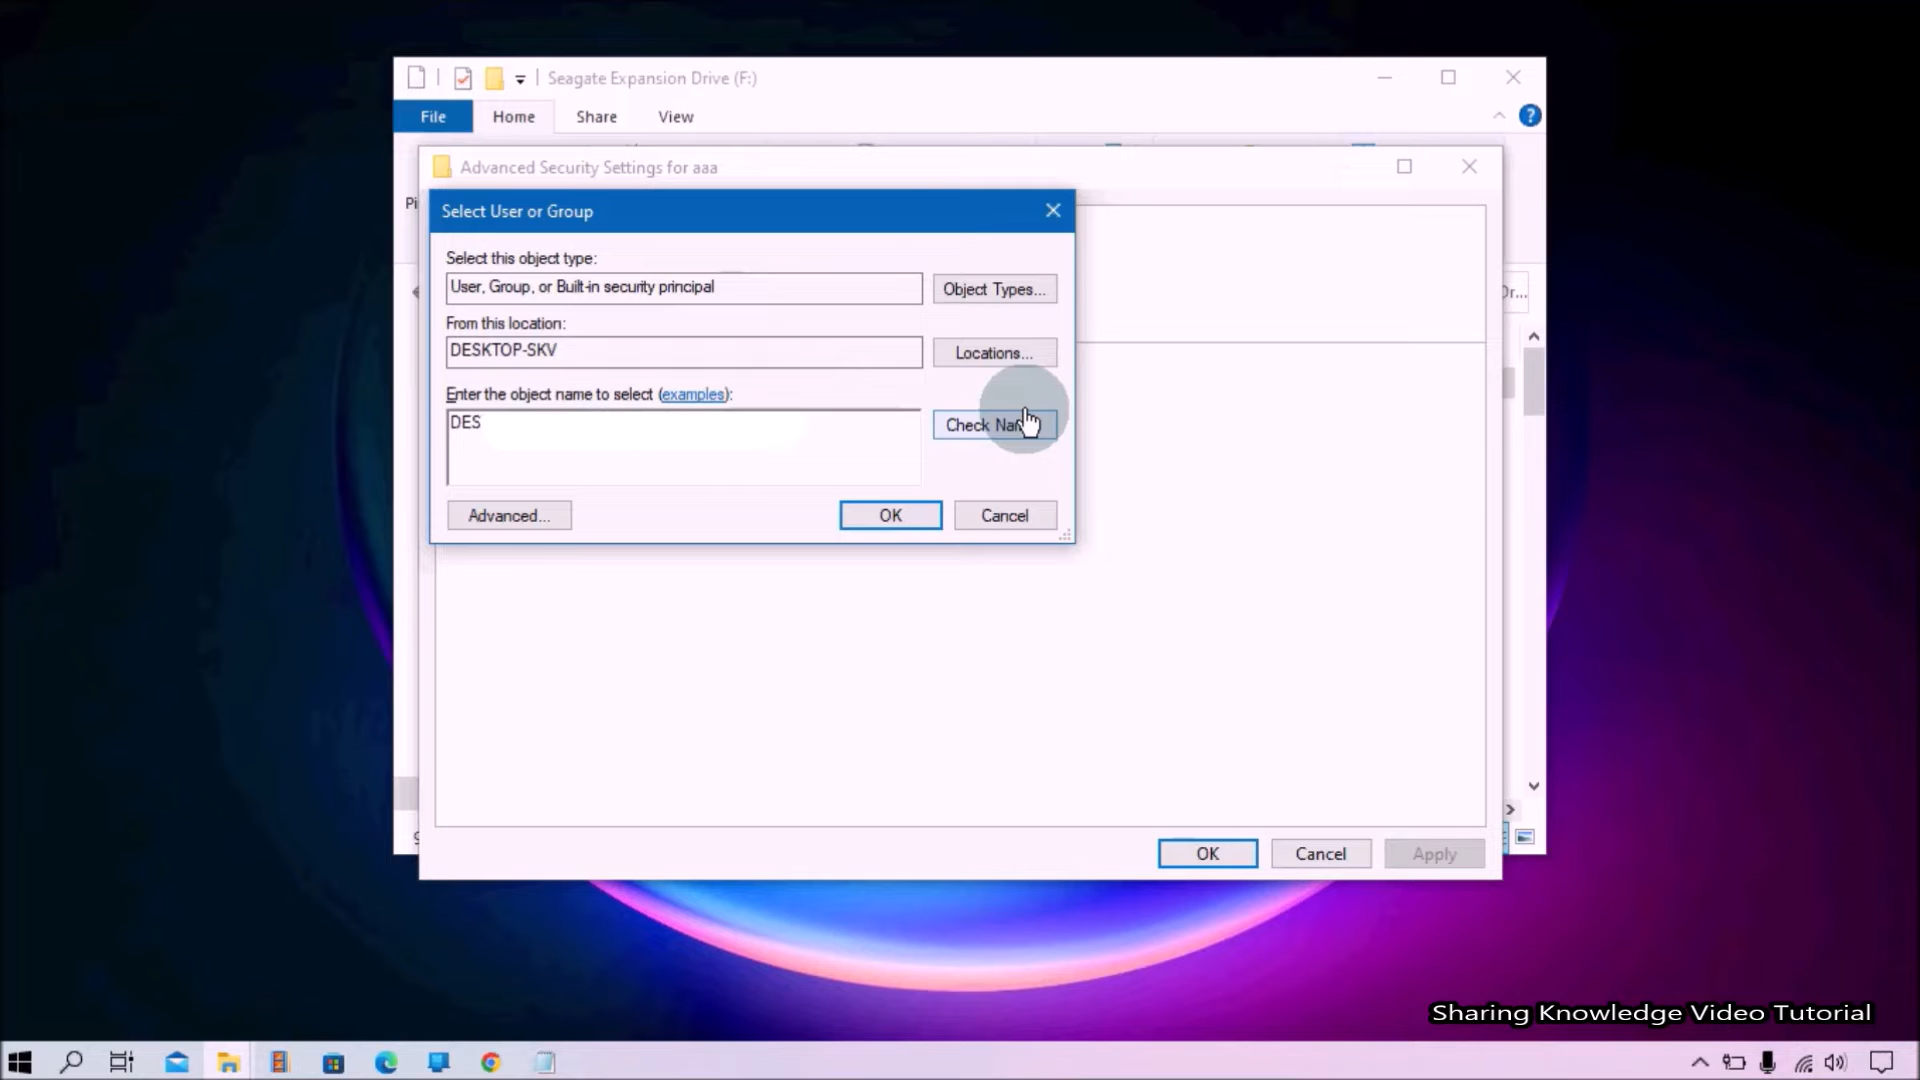 Seagate Expansion Drive (F:)
File Home Share View
Advanced Security Settings for aaa
Select User or Group
Select this object type:
User, Group, or Built-in security principal
Object Types...
From this location:
DESKTOP-SKV
Locations...
Enter the object name to select (examples):
DES
Check
Advanced...
OK
Cancel
OK
Cancel
Apply
Sharing Knowledge Video Tutorial